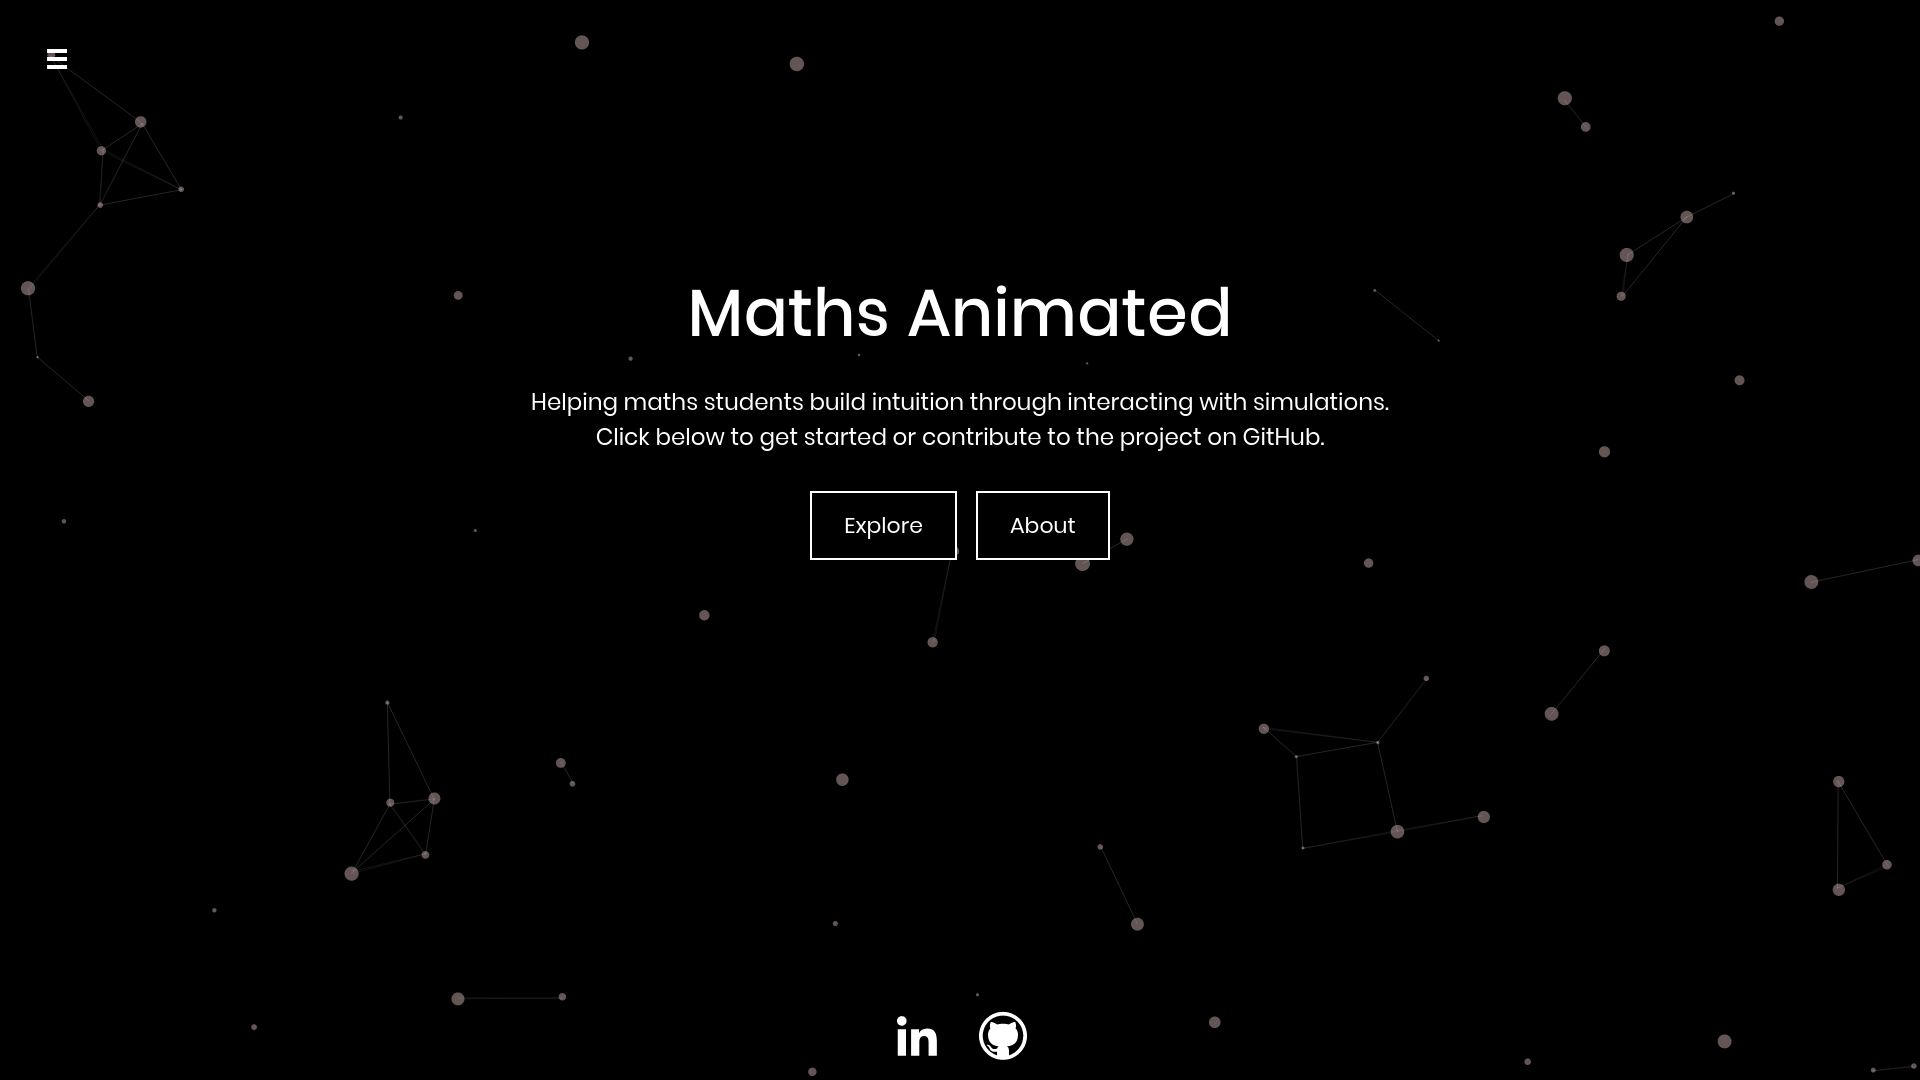 Maths Animated
Helping maths students build intuition through interacting with simulations.
Click below to get started or contribute to the project on GitHub.
Explore
About
in